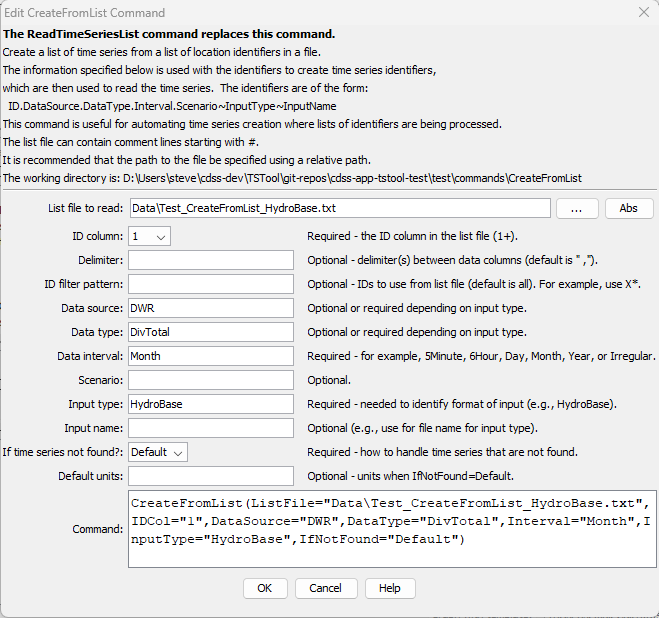 Edit CreateFromList Command
The ReadTimeSeriesList command replaces this command.
Create a list of time series from a list of location identifiers in a file.
The information specified below is used with the identifiers to create time series identifiers,
which are then used to read the time series.  The identifiers are of the form:
ID.DataSource.DataType.Interval.Scenario~InputType~InputName
This command is useful for automating time series creation where lists of identifiers are being processed.
The list file can contain comment lines starting with #.
It is recommended that the path to the file be specified using a relative path.
The working directory is: D:\Users\steve\cdss-dev\TSTool\git-repos\cdss-app-tstool-test\test\commands\CreateFromList
List file to read: Data\Test_CreateFromList_HydroBase.txt ... Abs
ID column: 1 Required - the ID column in the list file (1+).
Delimiter: Optional - delimiter(s) between data columns (default is " ,").
ID filter pattern: Optional - IDs to use from list file (default is all). For example, use X*.
Data source: DWR Optional or required depending on input type.
Data type: DivTotal Optional or required depending on input type.
Data interval: Month Required - for example, 5Minute, 6Hour, Day, Month, Year, or Irregular.
Scenario: Optional.
Input type: HydroBase Required - needed to identify format of input (e.g., HydroBase).
Input name: Optional (e.g., use for file name for input type).
If time series not found?: Default Required - how to handle time series that are not found.
Default units: Optional - units when IfNotFound=Default.
Command: CreateFromList(ListFile="Data\Test_CreateFromList_HydroBase.txt",
IDCol="1",DataSource="DWR",DataType="DivTotal",Interval="Month",I
nputType="HydroBase",IfNotFound="Default")
OK Cancel Help